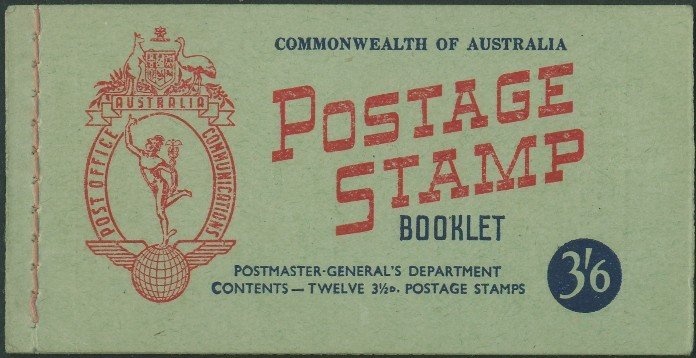 AUSTRALIA
POST OFFICE
COMMUNICATIONS
COMMONWEALTH OF AUSTRALIA
POSTAGE
STAMP
BOOKLET
POSTMASTER-GENERAL'S DEPARTMENT
CONTENTS — TWELVE 3½D. POSTAGE STAMPS
3'6